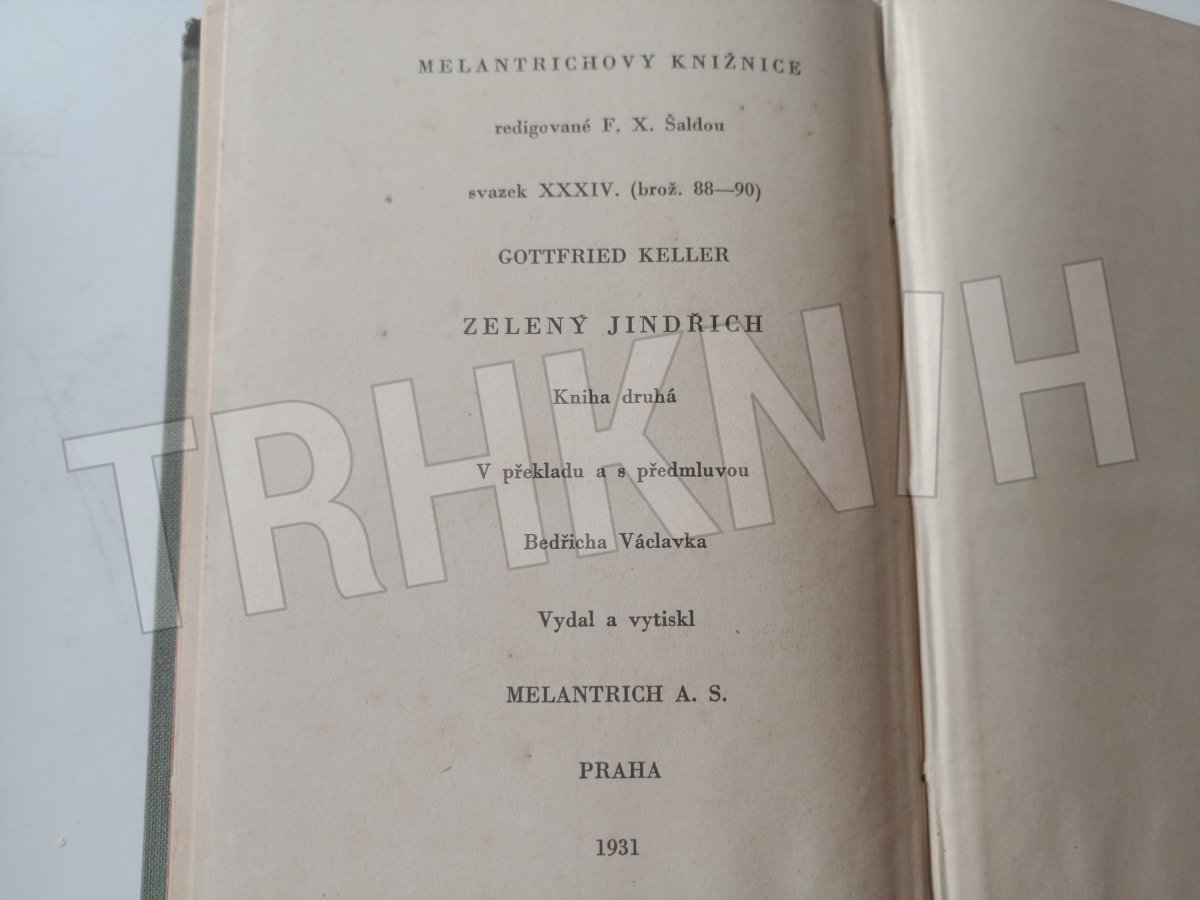 MELANTRICHOVY KNIŽNICE
redigované F. X. Šaldou
svazek XXXIV. (brož. 88—90)
GOTTFRIED KELLER
ZELENÝ JINDŘICH
Kniha druhá
V překladu a s předmluvou
Bedřicha Václavka
Vydal a vytiskl
MELANTRICH A. S.
PRAHA
1931
TRHKNIH